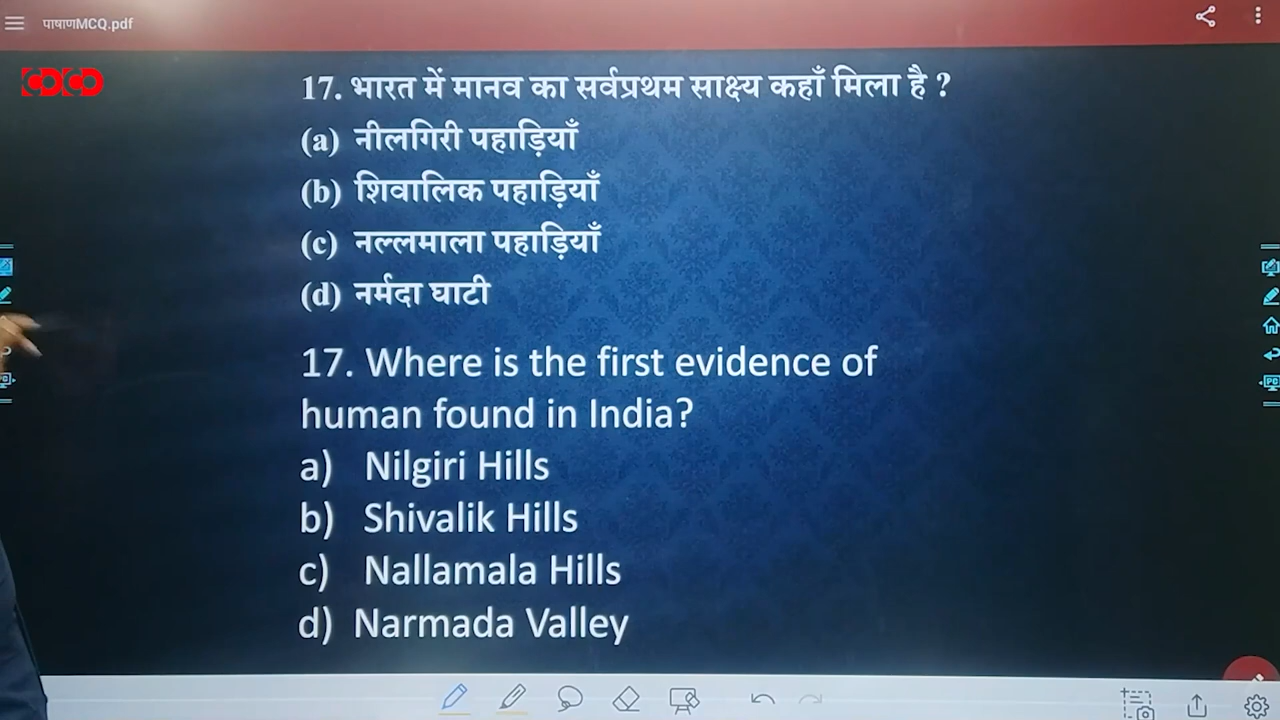 पाषाणMCQ.pdf
COCO
17. भारत में मानव का सर्वप्रथम साक्ष्य कहाँ मिला है ?
(a) नीलगिरी पहाड़ियाँ
(b) शिवालिक पहाड़ियाँ
(c) नल्लमाला पहाड़ियाँ
(d) नर्मदा घाटी
17. Where is the first evidence of
human found in India?
a) Nilgiri Hills
b) Shivalik Hills
c) Nallamala Hills
d) Narmada Valley